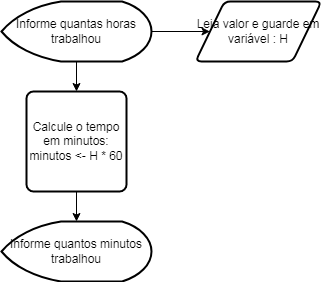 Informe quantas horas
trabalhou
Leia valor e guarde em
variável : H
Calcule o tempo
em minutos:
minutos <- H * 60
Informe quantos minutos
trabalhou